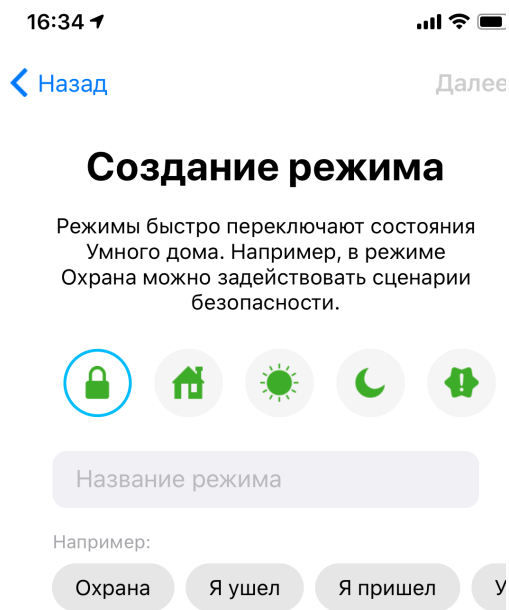 16:34
Назад
Далее
Создание режима
Режимы быстро переключают состояния
Умного дома. Например, в режиме
Охрана можно задействовать сценарии
безопасности.
Название режима
Например:
Охрана
Я ушел
Я пришел
У